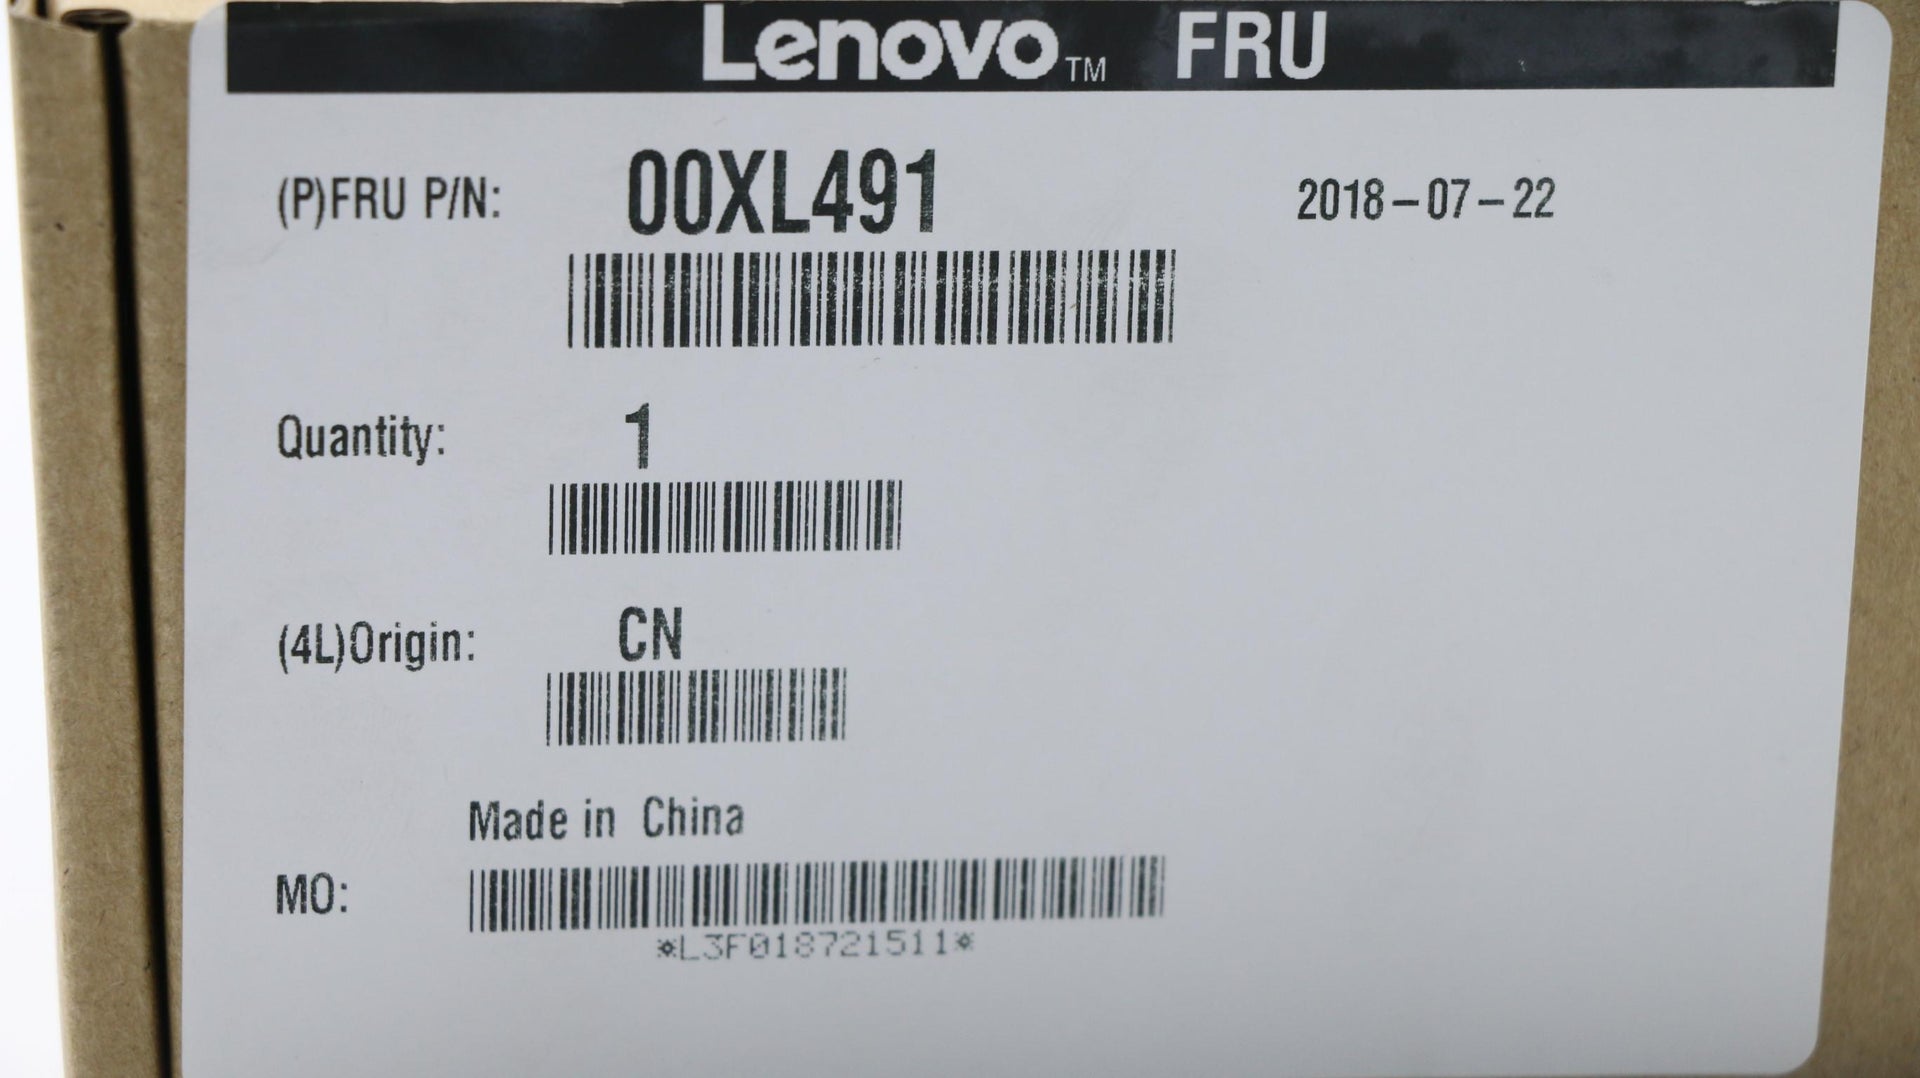 Lenovo™ FRU
(P)FRU P/N: 00XL491 2018-07-22
Quantity: 1
(4L)Origin: CN
Made in China
MO:
*L3F018721511*